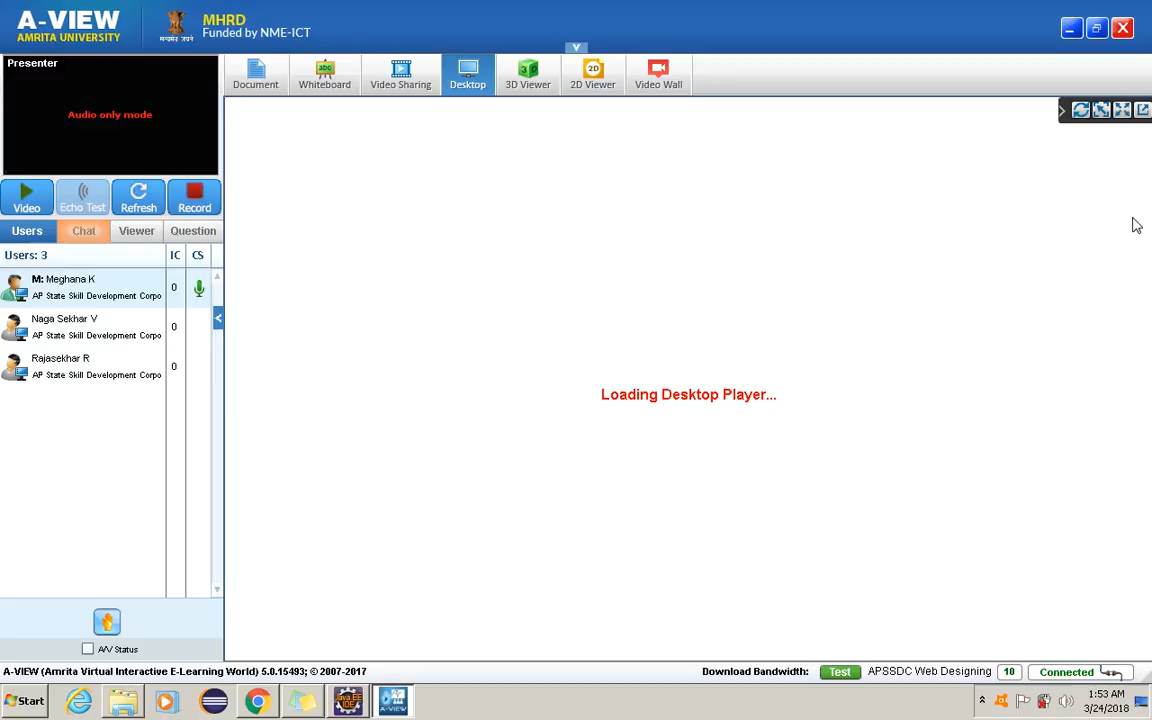 A-VIEW
AMRITA UNIVERSITY
MHRD
Funded by NME-ICT
Presenter
Audio only mode
Document
Whiteboard
Video Sharing
Desktop
3D Viewer
2D Viewer
Video Wall
Video
Echo Test
Refresh
Record
Users
Chat
Viewer
Question
Users: 3
IC
CS
M: Meghana K
AP State Skill Development Corpo
0
Naga Sekhar V
AP State Skill Development Corpo
0
Rajasekhar R
AP State Skill Development Corpo
0
Loading Desktop Player...
A/V Status
A-VIEW (Amrita Virtual Interactive E-Learning World) 5.0.15493; © 2007-2017
Download Bandwidth:
Test
APSSDC Web Designing
10
Connected
Start
Java EE
IDE
A-VIEW
1:53 AM
3/24/2018